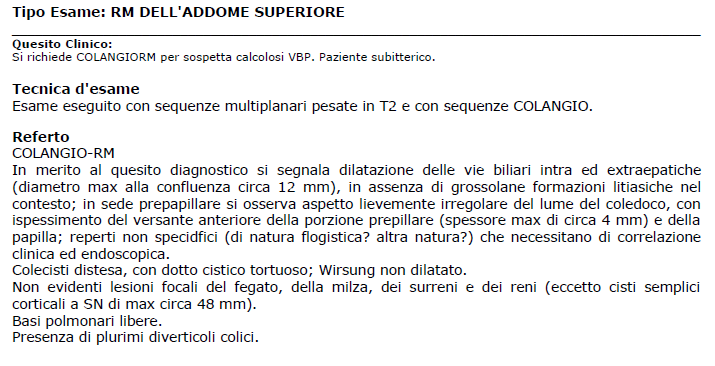 Tipo Esame: RM DELL'ADDOME SUPERIORE
Quesito Clinico:
Si richiede COLANGIORM per sospetta calcolosi VBP. Paziente subitterico.
Tecnica d'esame
Esame eseguito con sequenze multiplanari pesate in T2 e con sequenze COLANGIO.
Referto
COLANGIO-RM
In merito al quesito diagnostico si segnala dilatazione delle vie biliari intra ed extraepatiche
(diametro max alla confluenza circa 12 mm), in assenza di grossolane formazioni litiasiche nel
contesto; in sede prepapillare si osserva aspetto lievemente irregolare del lume del coledoco, con
ispessimento del versante anteriore della porzione prepillare (spessore max di circa 4 mm) e della
papilla; reperti non specidfici (di natura flogistica? altra natura?) che necessitano di correlazione
clinica ed endoscopica.
Colecisti distesa, con dotto cistico tortuoso; Wirsung non dilatato.
Non evidenti lesioni focali del fegato, della milza, dei surreni e dei reni (eccetto cisti semplici
corticali a SN di max circa 48 mm).
Basi polmonari libere.
Presenza di plurimi diverticoli colici.